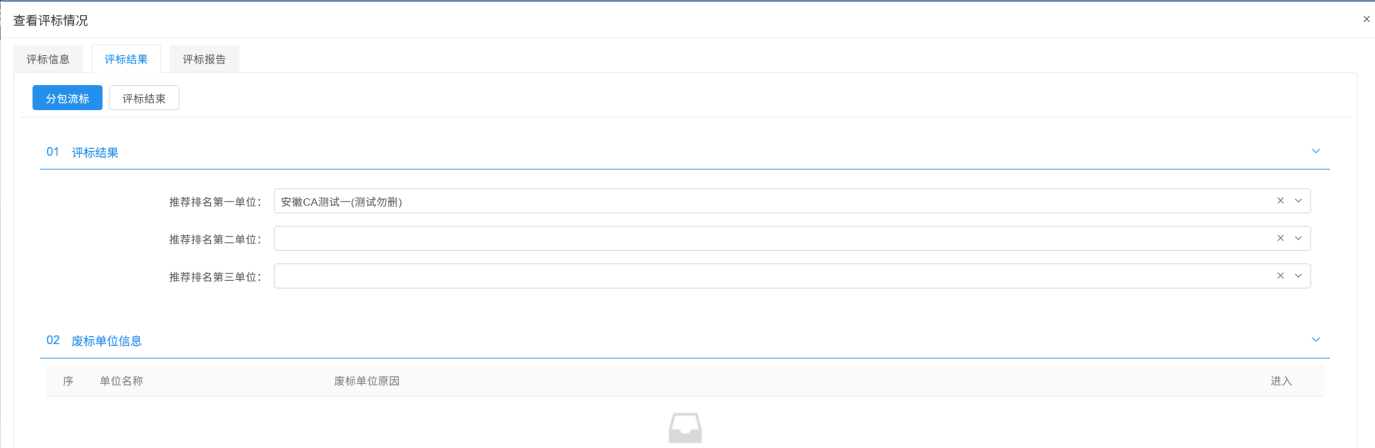 查看评标情况
评标信息 评标结果 评标报告
分包流标 评标结束
01 评标结果
推荐排名第一单位： 安徽CA测试一(测试勿删)
推荐排名第二单位：
推荐排名第三单位：
02 废标单位信息
序 单位名称 废标单位原因 进入